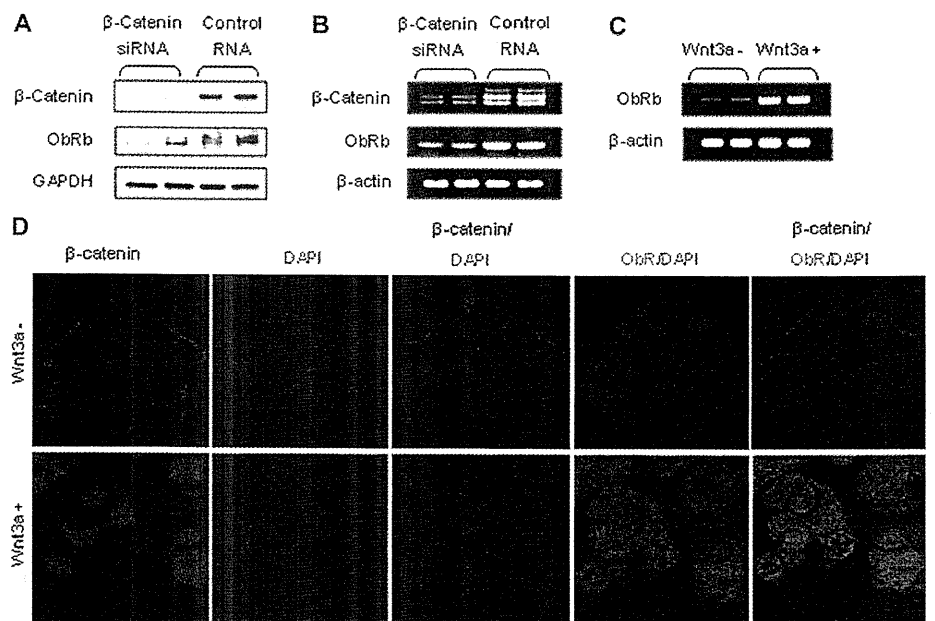 A
β-Catenin siRNA
Control RNA
β-Catenin
ObRb
GAPDH
B
β-Catenin siRNA
Control RNA
β-Catenin
ObRb
β-actin
C
Wnt3a -
Wnt3a +
ObRb
β-actin
D
β-catenin
DAPI
β-catenin/
DAPI
ObR/DAPI
β-catenin/
ObR/DAPI
Wnt3a -
Wnt3a +